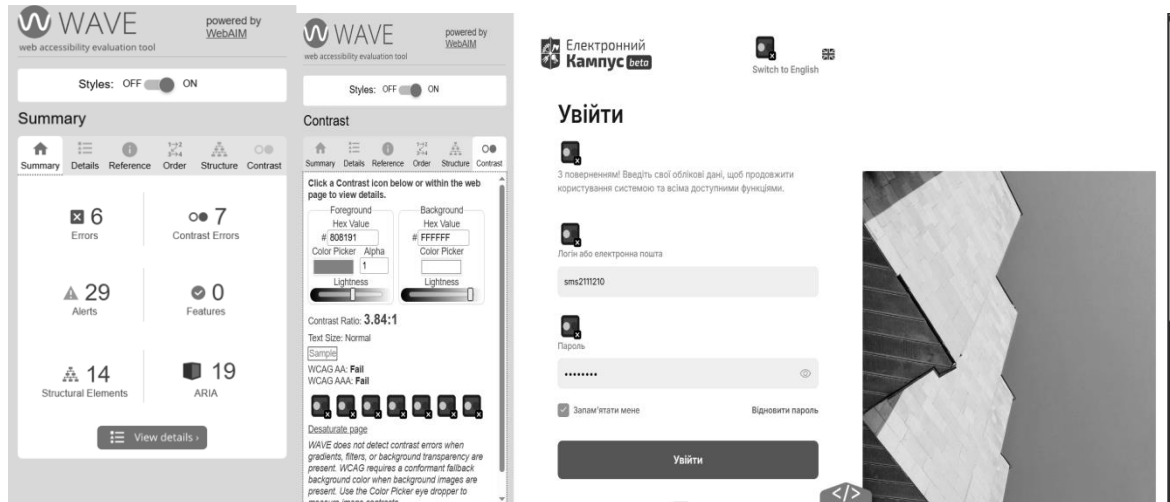 WAVE
powered by
WebAIM
web accessibility evaluation tool
Styles: OFF ON
Summary
Summary Details Reference Order Structure Contrast
6
Errors
7
Contrast Errors
29
Alerts
0
Features
14
Structural Elements
19
ARIA
View details ›
WAVE
powered by
WebAIM
web accessibility evaluation tool
Styles: OFF ON
Contrast
Summary Details Reference Order Structure Contrast
Click a Contrast icon below or within the web
page to view details.
Foreground
Hex Value
# 808191
Color Picker Alpha
1
Lightness
Background
Hex Value
# FFFFFF
Color Picker
Lightness
Contrast Ratio: 3.84:1
Text Size: Normal
Sample
WCAG AA: Fail
WCAG AAA: Fail
Desaturate page
WAVE does not detect contrast errors when
gradients, filters, or background transparency are
present. WCAG requires a conformant fallback
background color when background images are
present. Use the Color Picker eye dropper to
measure image contrasts.
Електронний
Кампус beta
Switch to English
Увійти
З поверненням! Введіть свої облікові дані, щоб продовжити
користування системою та всіма доступними функціями.
Логін або електронна пошта
sms2111210
Пароль
••••••••
Запам'ятати мене
Відновити пароль
Увійти
</>